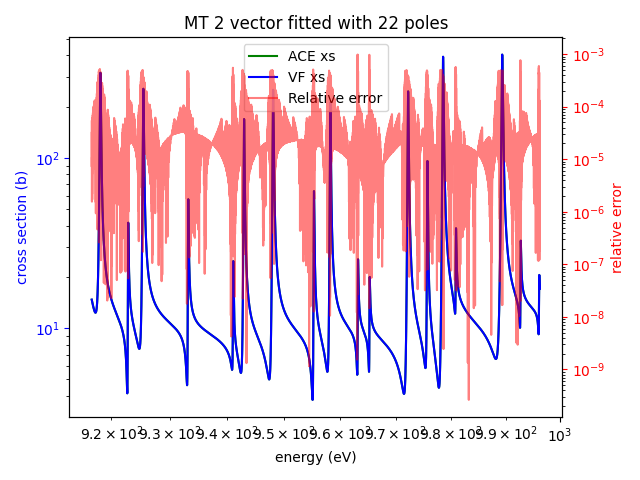 MT 2 vector fitted with 22 poles
ACE xs
VF xs
Relative error
10²
10¹
cross section (b)
10⁻³
10⁻⁴
10⁻⁵
10⁻⁶
10⁻⁷
10⁻⁸
10⁻⁹
relative error
9.2 × 10² 9.3 × 10² 9.4 × 10² 9.5 × 10² 9.6 × 10² 9.7 × 10² 9.8 × 10² 9.9 × 10² 10³
energy (eV)